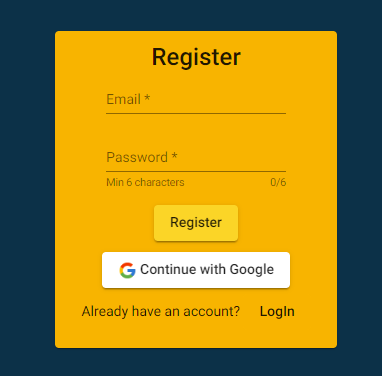 Register
Email *
Password *
Min 6 characters 0/6
Register
Continue with Google
Already have an account? LogIn